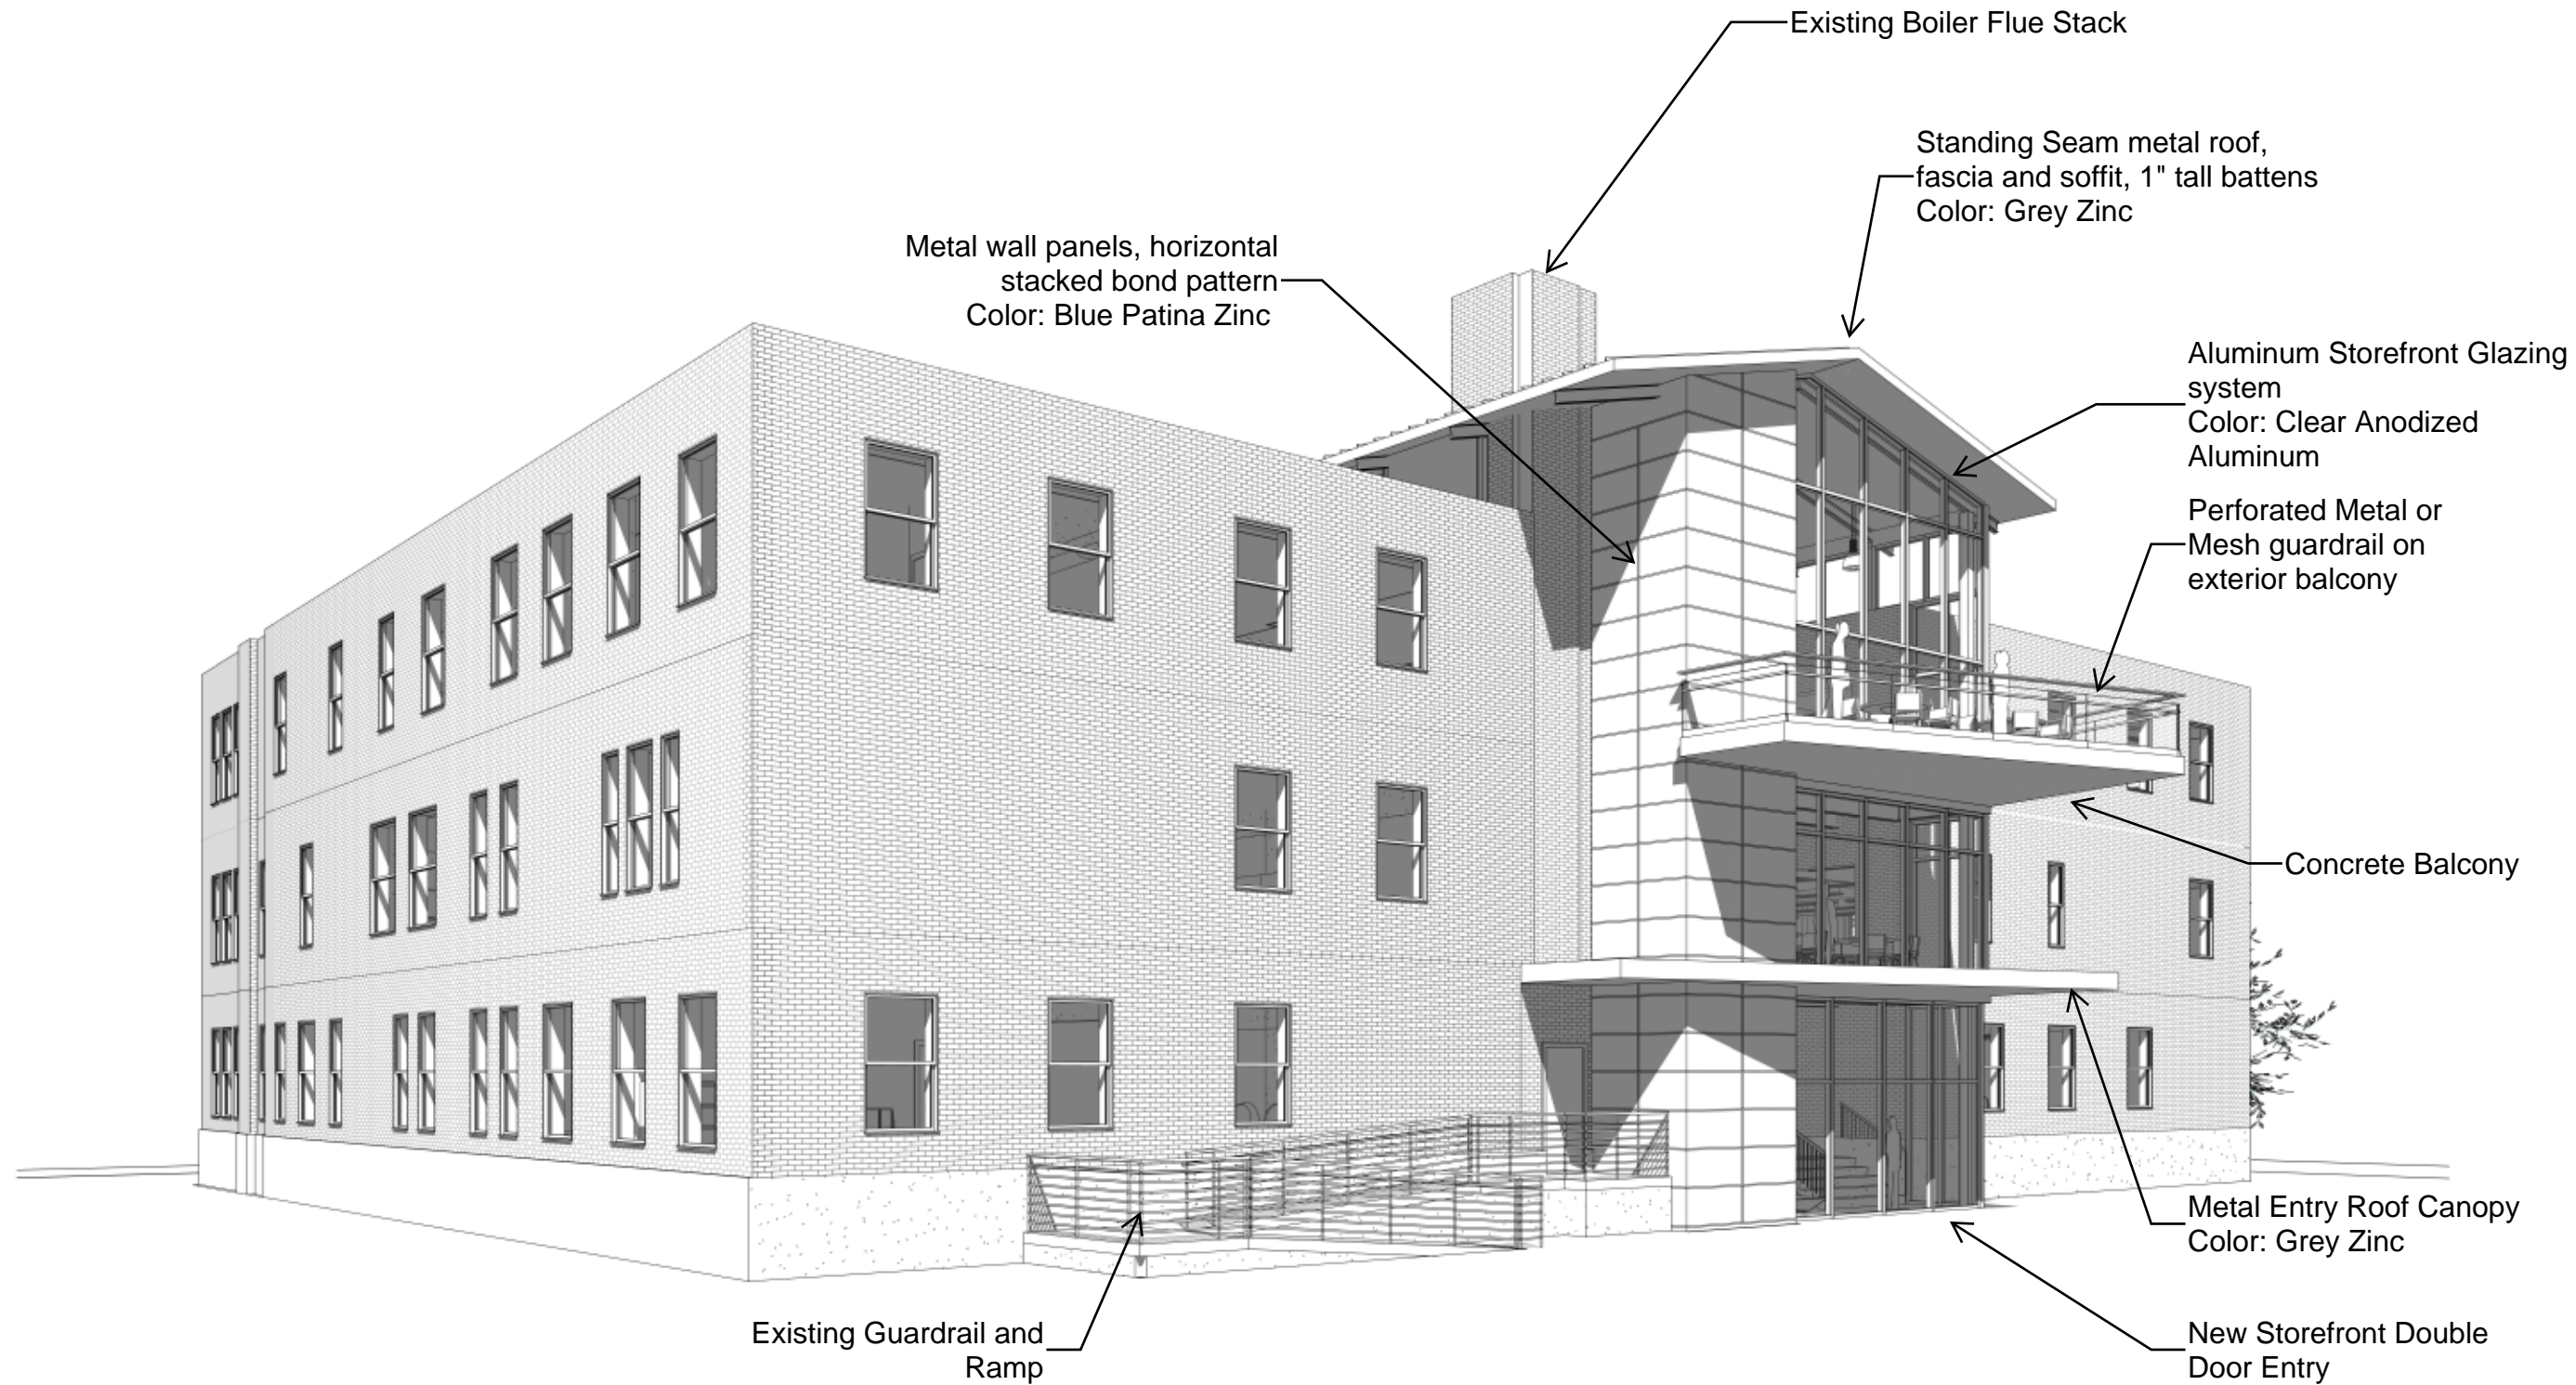 Existing Boiler Flue Stack
Standing Seam metal roof,
fascia and soffit, 1" tall battens
Color: Grey Zinc
Metal wall panels, horizontal
stacked bond pattern
Color: Blue Patina Zinc
Aluminum Storefront Glazing
system
Color: Clear Anodized
Aluminum
Perforated Metal or
Mesh guardrail on
exterior balcony
Concrete Balcony
Metal Entry Roof Canopy
Color: Grey Zinc
Existing Guardrail and
Ramp
New Storefront Double
Door Entry